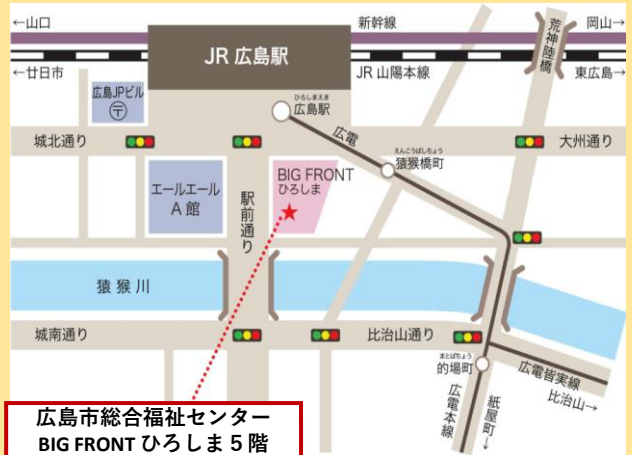 ←山口
新幹線
岡山→
荒神陸橋
JR 広島駅
←廿日市
JR 山陽本線
東広島→
広島JPビル
〒
ひろしまえき
広島駅
広電
城北通り
えんこうばしちょう
猿猴橋町
大州通り
エールエール
A 館
駅前通り
BIG FRONT
ひろしま
猿猴川
城南通り
比治山通り
まとばちょう
的場町
広電皆実線
比治山→
広電本線
紙屋町→
広島市総合福祉センター
BIG FRONT ひろしま 5 階